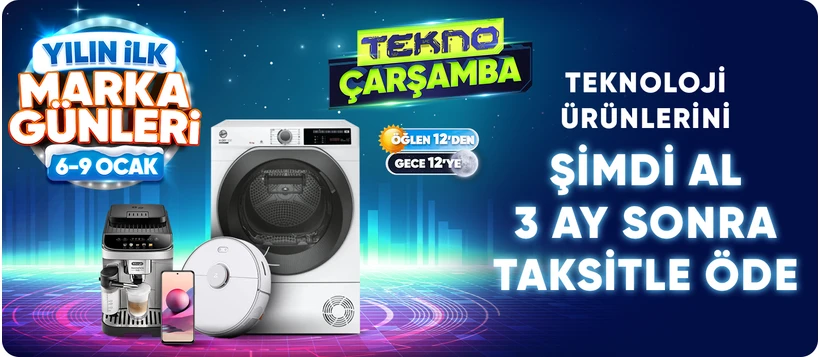 YILIN İLK
MARKA
GÜNLERİ
6-9 OCAK
TEKNO
ÇARŞAMBA
ÖĞLEN 12'DEN
GECE 12'YE
TEKNOLOJİ
ÜRÜNLERİNİ
ŞİMDİ AL
3 AY SONRA
TAKSİTLE ÖDE